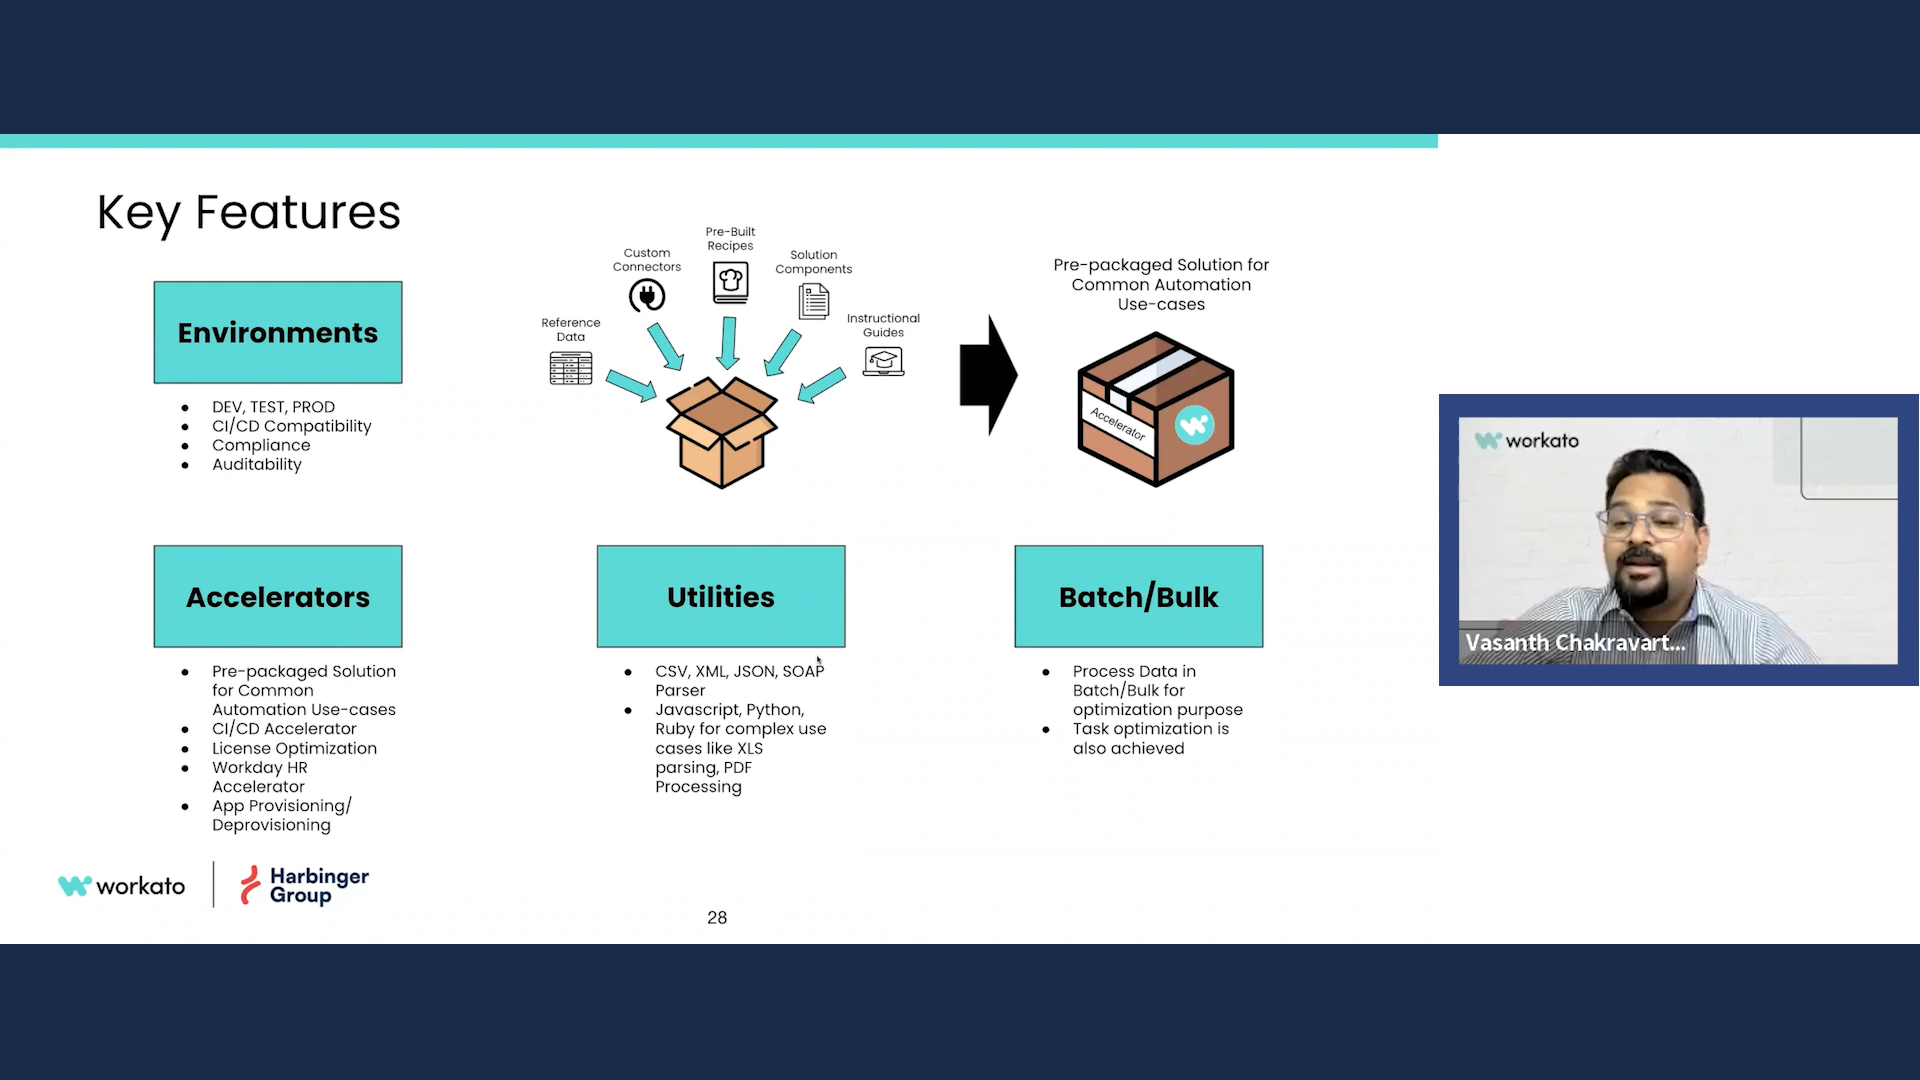 Key Features
Environments
DEV, TEST, PROD
CI/CD Compatibility
Compliance
Auditability
Reference
Data
Custom
Connectors
Pre-Built
Recipes
Solution
Components
Instructional
Guides
Pre-packaged Solution for
Common Automation
Use-cases
Accelerator
Accelerators
Pre-packaged Solution
for Common
Automation Use-cases
CI/CD Accelerator
License Optimization
Workday HR
Accelerator
App Provisioning/
Deprovisioning
Utilities
CSV, XML, JSON, SOAP
Parser
Javascript, Python,
Ruby for complex use
cases like XLS
parsing, PDF
Processing
Batch/Bulk
Process Data in
Batch/Bulk for
optimization purpose
Task optimization is
also achieved
workato
Harbinger
Group
28
workato
Vasanth Chakravart...